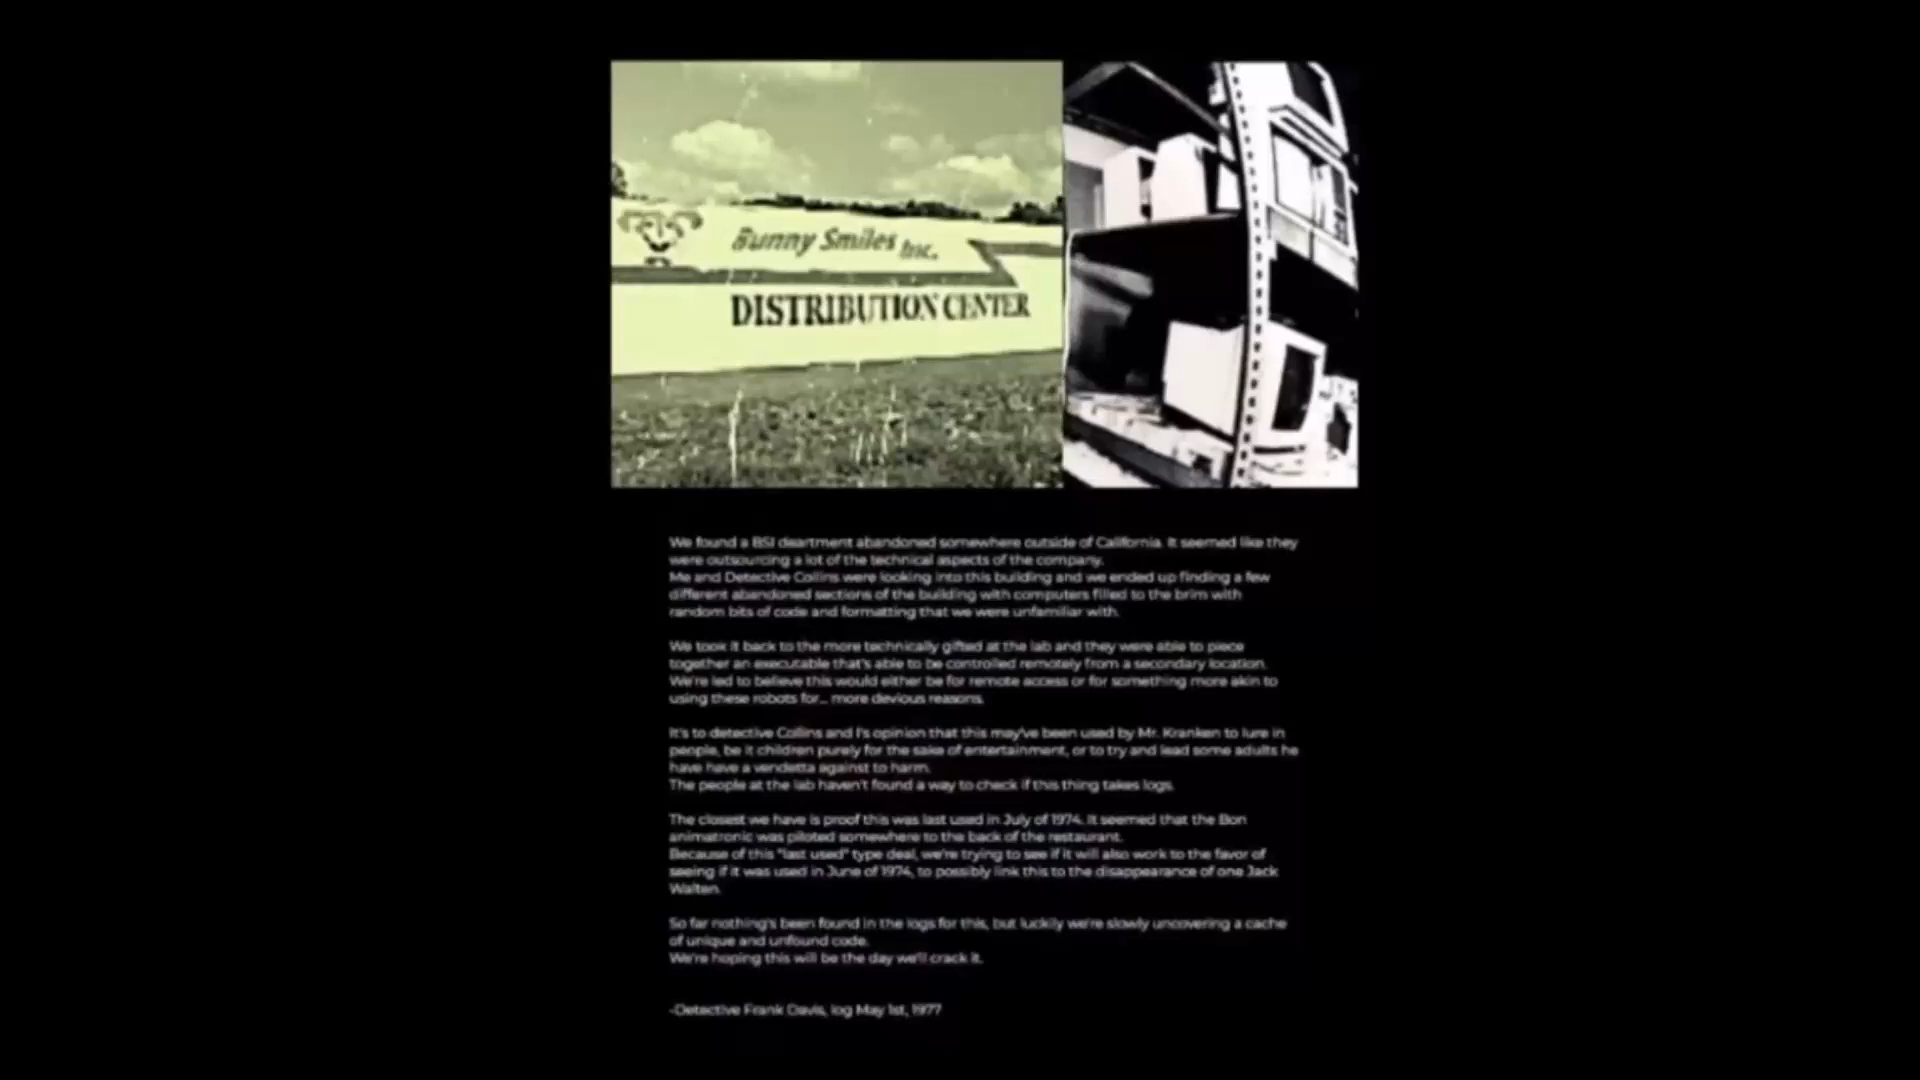 Bunny Smiles Inc.
DISTRIBUTION CENTER
We found a BSI deartment abandoned somewhere outside of California. It seemed like they
were outsourcing a lot of the technical aspects of the company.
Me and Detective Collins were looking into this building and we ended up finding a few
different abandoned sections of the building with computers filled to the brim with
random bits of code and formatting that we were unfamiliar with.
We took it back to the more technically gifted at the lab and they were able to piece
together an executable that's able to be controlled remotely from a secondary location.
We're led to believe this would either be for remote access or for something more akin to
using these robots for... more devious reasons.
It's to detective Collins and I's opinion that this may've been used by Mr. Kranken to lure in
people, be it children purely for the sake of entertainment, or to try and lead some adults he
have have a vendetta against to harm.
The people at the lab haven't found a way to check if this thing takes logs.
The closest we have is proof this was last used in July of 1974. It seemed that the Bon
animatronic was piloted somewhere to the back of the restaurant.
Because of this "last used" type deal, we're trying to see if it will also work to the favor of
seeing if it was used in June of 1974, to possibly link this to the disappearance of one Jack
Walten.
So far nothing's been found in the logs for this, but luckily we're slowly uncovering a cache
of unique and unfound code.
We're hoping this will be the day we'll crack it.
-Detective Frank Davis, log May 1st, 1977